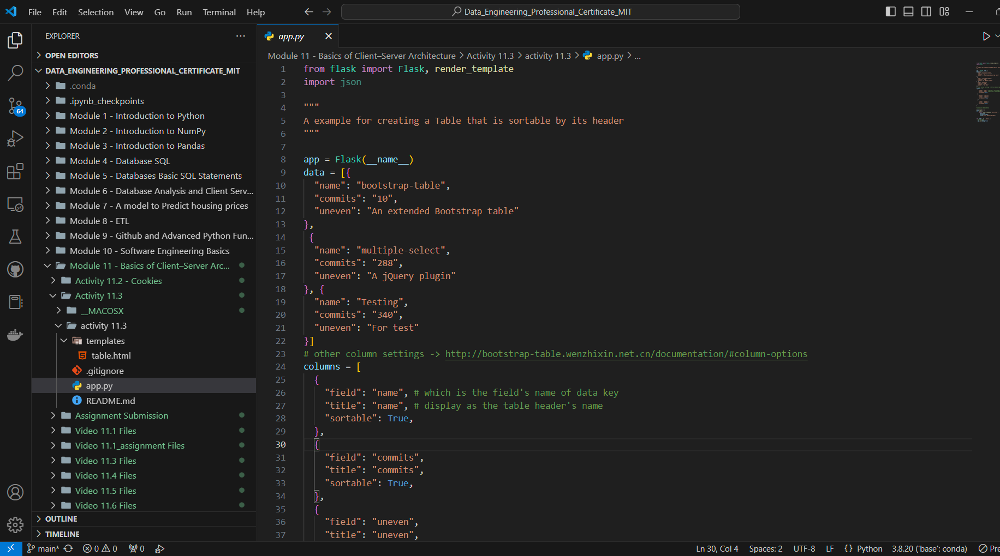 File Edit Selection View Go Run Terminal Help
Data_Engineering_Professional_Certificate_MIT
EXPLORER
OPEN EDITORS
DATA_ENGINEERING_PROFESSIONAL_CERTIFICATE_MIT
.conda
.ipynb_checkpoints
Module 1 - Introduction to Python
Module 2 - Introduction to NumPy
Module 3 - Introduction to Pandas
Module 4 - Database SQL
Module 5 - Databases Basic SQL Statements
Module 6 - Database Analysis and Client Serv...
Module 7 - A model to Predict housing prices
Module 8 - ETL
Module 9 - Github and Advanced Python Fun...
Module 10 - Software Engineering Basics
Module 11 - Basics of Client–Server Arc...
Activity 11.2 - Cookies
Activity 11.3
__MACOSX
activity 11.3
templates
table.html
.gitignore
app.py
README.md
Assignment Submission
Video 11.1 Files
Video 11.1_assignment Files
Video 11.3 Files
Video 11.4 Files
Video 11.5 Files
Video 11.6 Files
OUTLINE
TIMELINE
64
app.py
Module 11 - Basics of Client–Server Architecture > Activity 11.3 > activity 11.3 > app.py > ...
1 from flask import Flask, render_template
2 import json
3
4 """
5 A example for creating a Table that is sortable by its header
6 """
7
8 app = Flask(__name__)
9 data = [{
10 "name": "bootstrap-table",
11 "commits": "10",
12 "uneven": "An extended Bootstrap table"
13 },
14 {
15 "name": "multiple-select",
16 "commits": "288",
17 "uneven": "A jQuery plugin"
18 }, {
19 "name": "Testing",
20 "commits": "340",
21 "uneven": "For test"
22 }]
23 # other column settings -> http://bootstrap-table.wenzhixin.net.cn/documentation/#column-options
24 columns = [
25 {
26 "field": "name", # which is the field's name of data key
27 "title": "name", # display as the table header's name
28 "sortable": True,
29 },
30 {
31 "field": "commits",
32 "title": "commits",
33 "sortable": True,
34 },
35 {
36 "field": "uneven",
37 "title": "uneven",
main* 0 0 0
Ln 30, Col 4 Spaces: 2 UTF-8 LF {} Python 3.8.20 ('base': conda) Pre